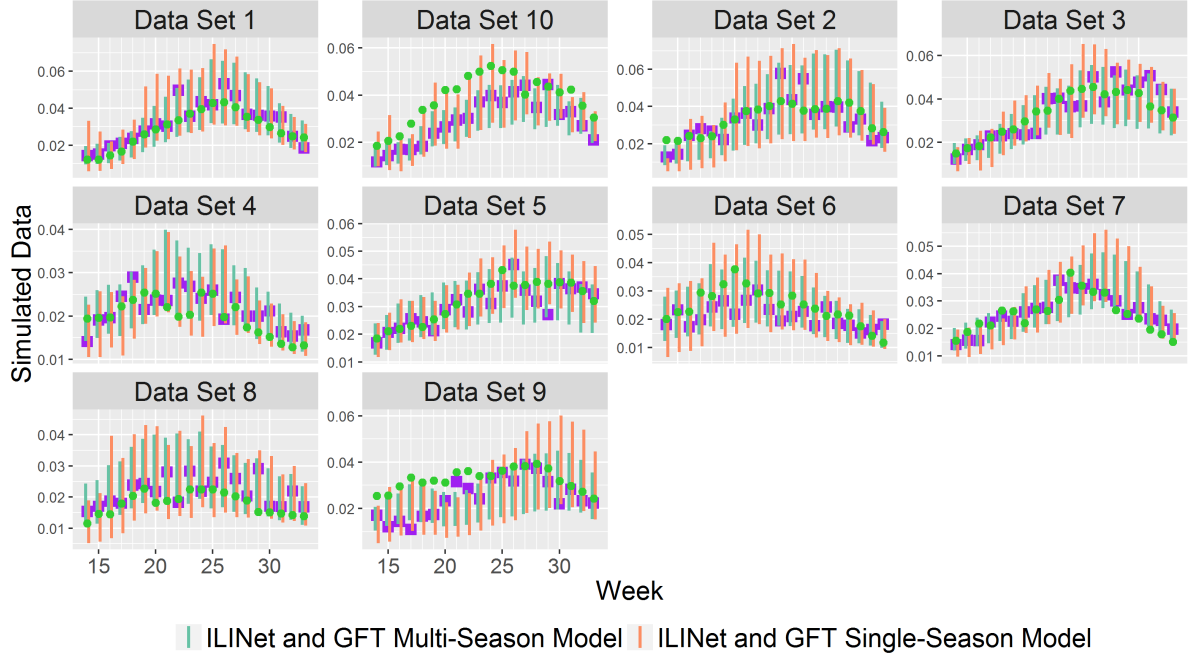 Data Set 1
Data Set 10
Data Set 2
Data Set 3
0.06
0.04
0.02
0.06
0.04
0.02
0.06
0.04
0.02
0.06
0.04
0.02
Data Set 4
Data Set 5
Data Set 6
Data Set 7
0.04
0.03
0.02
0.01
0.06
0.05
0.04
0.03
0.02
0.01
0.05
0.04
0.03
0.02
0.01
0.05
0.04
0.03
0.02
0.01
Data Set 8
Data Set 9
0.04
0.03
0.02
0.01
0.06
0.04
0.02
15 20 25 30
15 20 25 30
Simulated Data
Week
ILINet and GFT Multi-Season Model
ILINet and GFT Single-Season Model